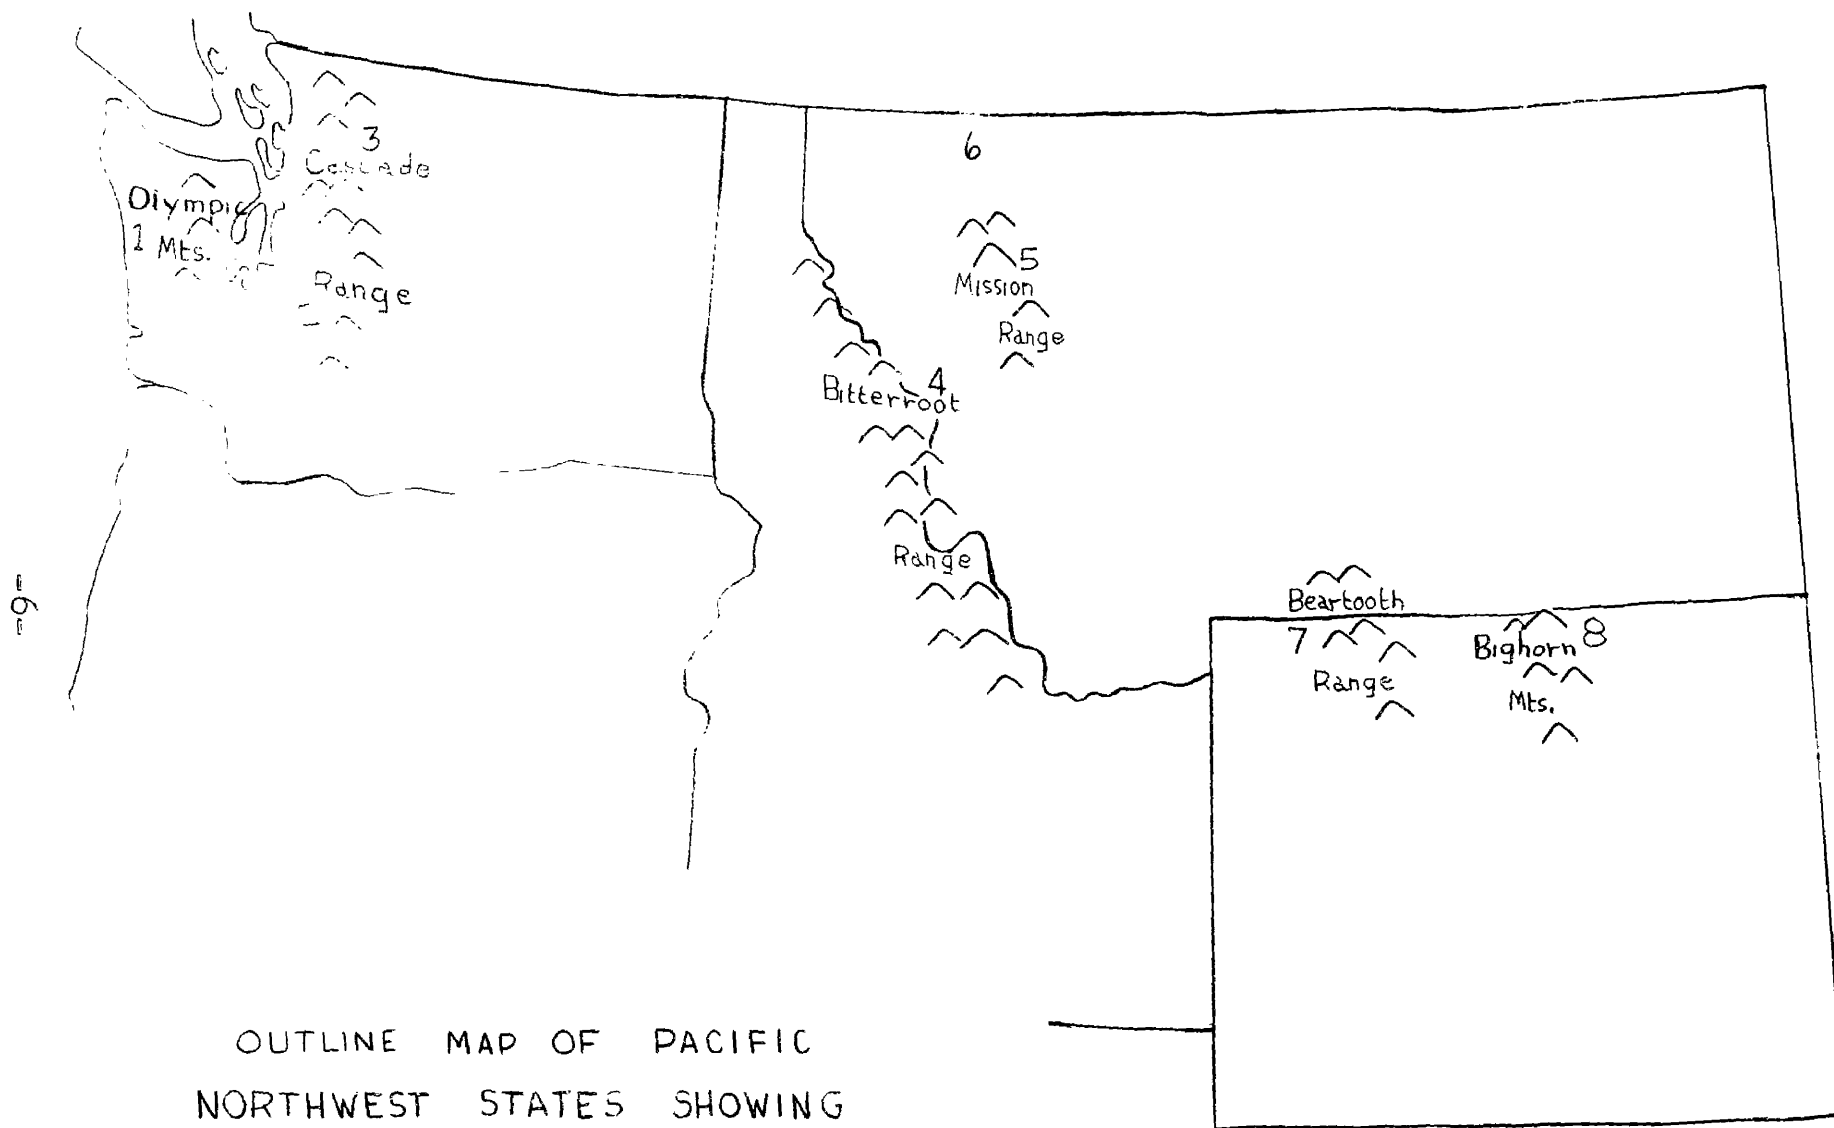 6
3
Cascade
Olympic
1 Mts.
Range
5
Mission
Range
4
Bitterroot
Range
Beartooth
7
Range
Bighorn 8
Mts.
-6-
OUTLINE MAP OF PACIFIC
NORTHWEST STATES SHOWING